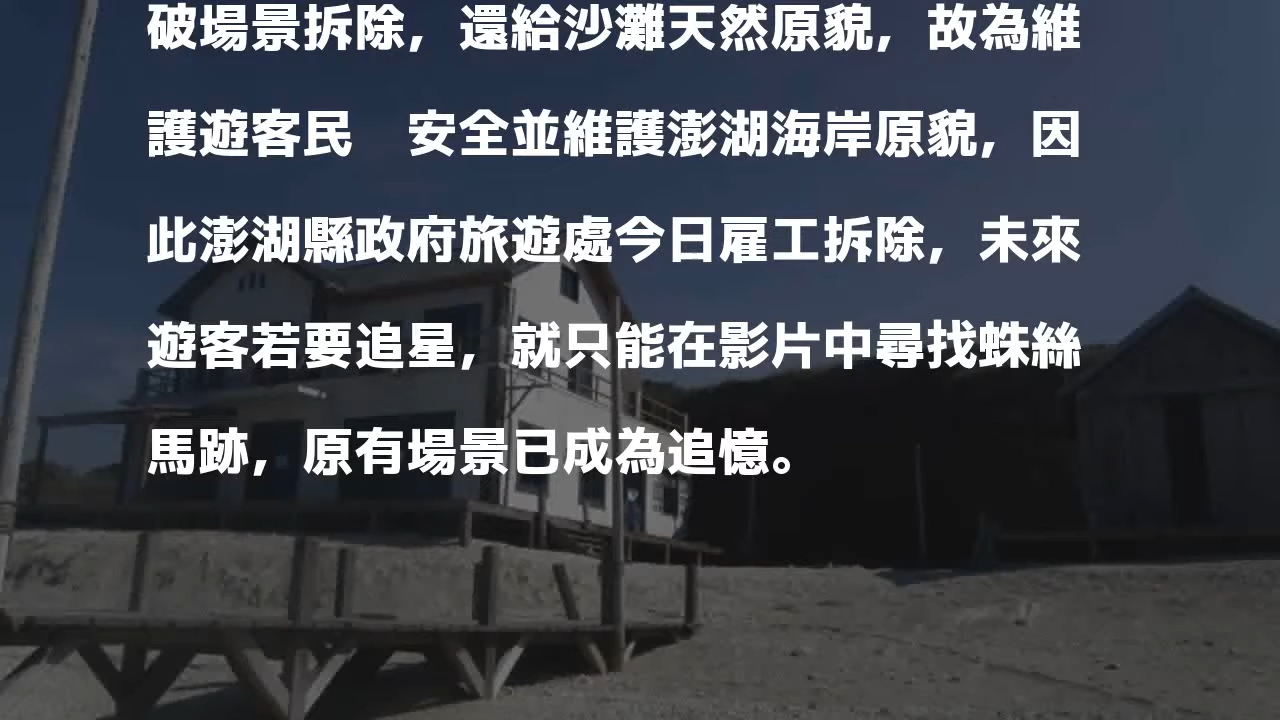 破場景拆除，還給沙灘天然原貌，故為維
護遊客民　安全並維護澎湖海岸原貌，因
此澎湖縣政府旅遊處今日雇工拆除，未來
遊客若要追星，就只能在影片中尋找蛛絲
馬跡，原有場景已成為追憶。